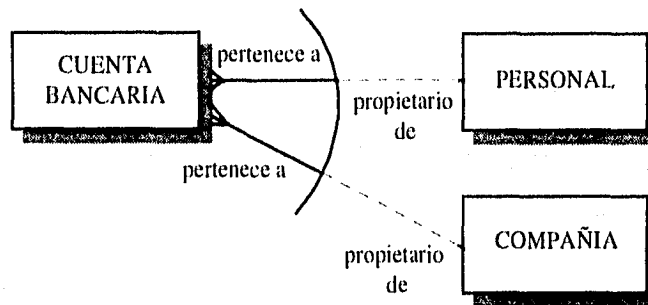 CUENTA
BANCARIA
pertenece a
pertenece a
propietario
de
PERSONAL
propietario
de
COMPAÑIA